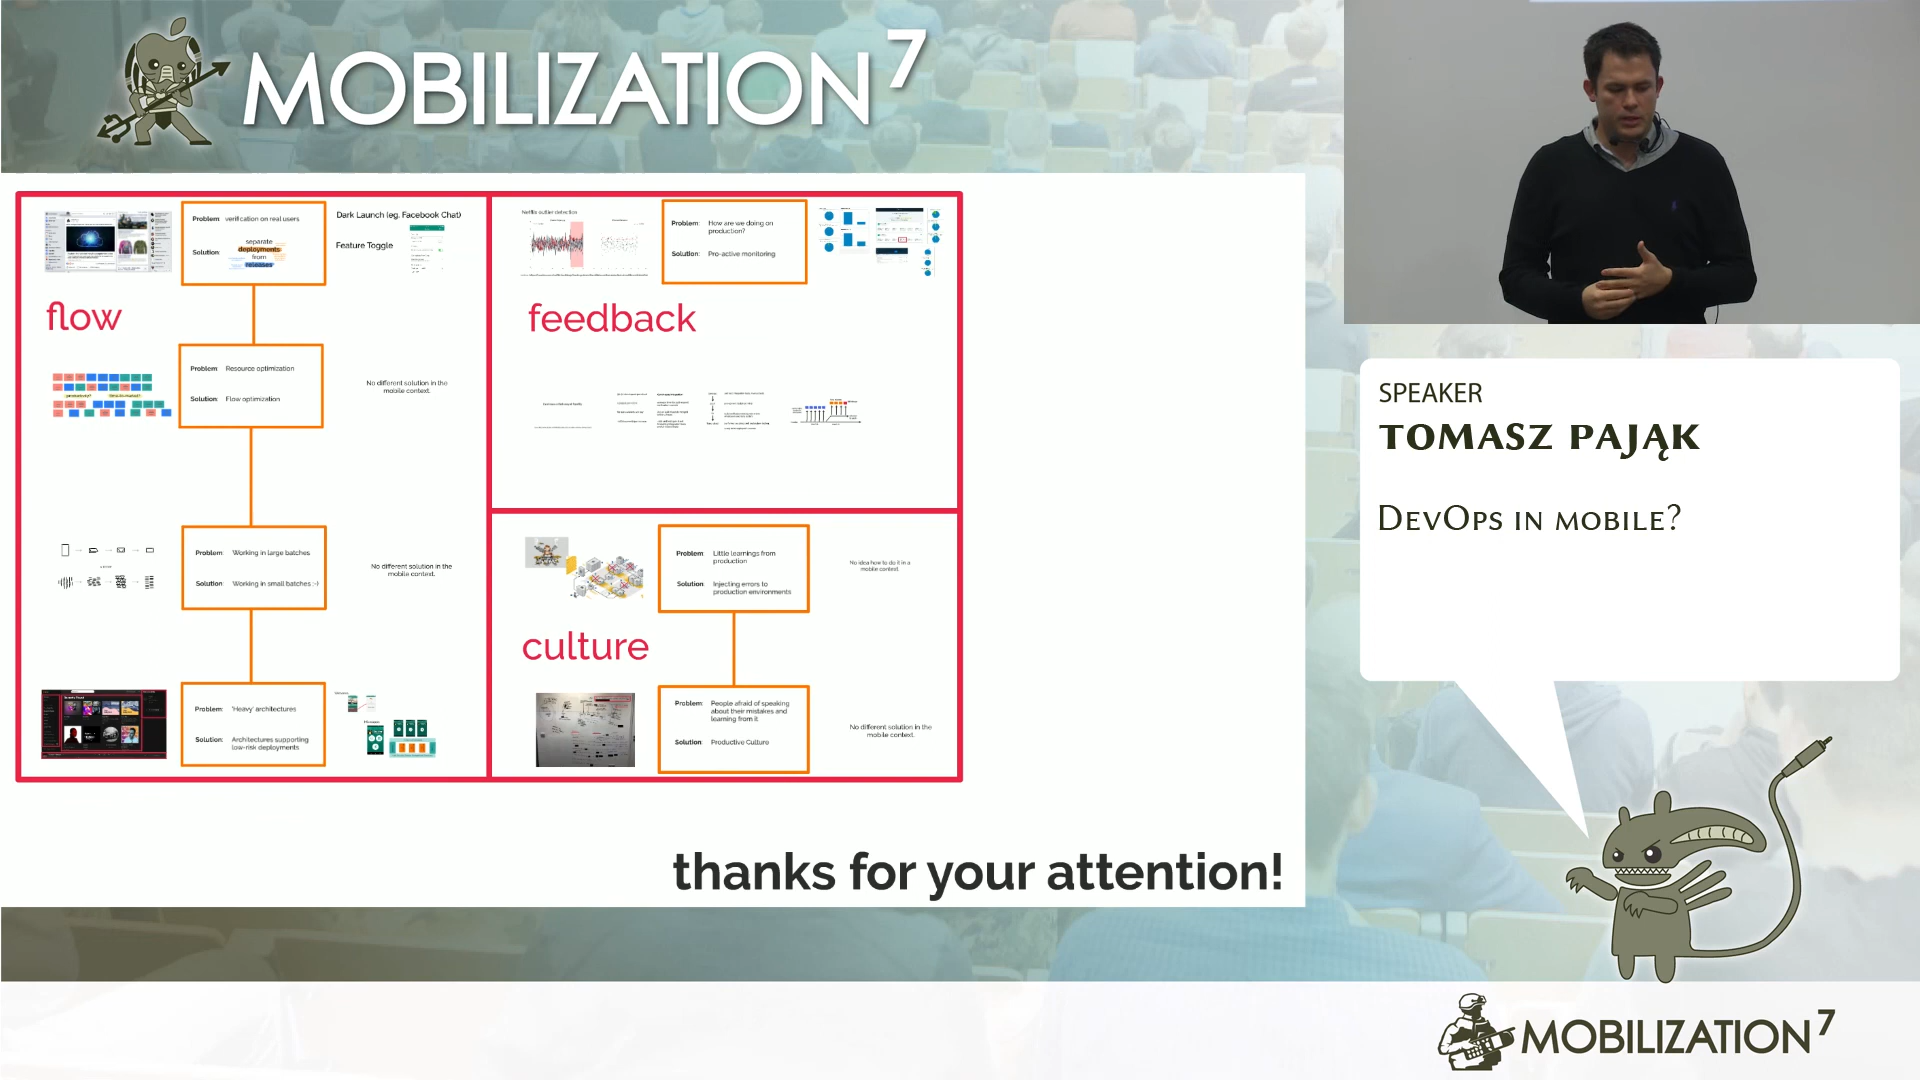 MOBILIZATION 7
Problem: verification on real users
Solution:
separate
deployments
from
releases
Dark Launch (eg. Facebook Chat)
Feature Toggle
flow
Problem: Resource optimization
Solution: Flow optimization
No different solution in the
mobile context.
Problem: Working in large batches
Solution: Working in small batches :-)
No different solution in the
mobile context.
Problem: 'Heavy' architectures
Solution: Architectures supporting
low-risk deployments
Netflix outlier detection
Problem: How are we doing on
production?
Solution: Pro-active monitoring
feedback
Problem: Little learnings from
production
Solution: Injecting errors to
production environments
No idea how to do it in a
mobile context.
culture
Problem: People afraid of speaking
about their mistakes and
learning from it
Solution: Productive Culture
No different solution in the
mobile context.
thanks for your attention!
SPEAKER
TOMASZ PAJĄK
DEVOPS IN MOBILE?
MOBILIZATION 7